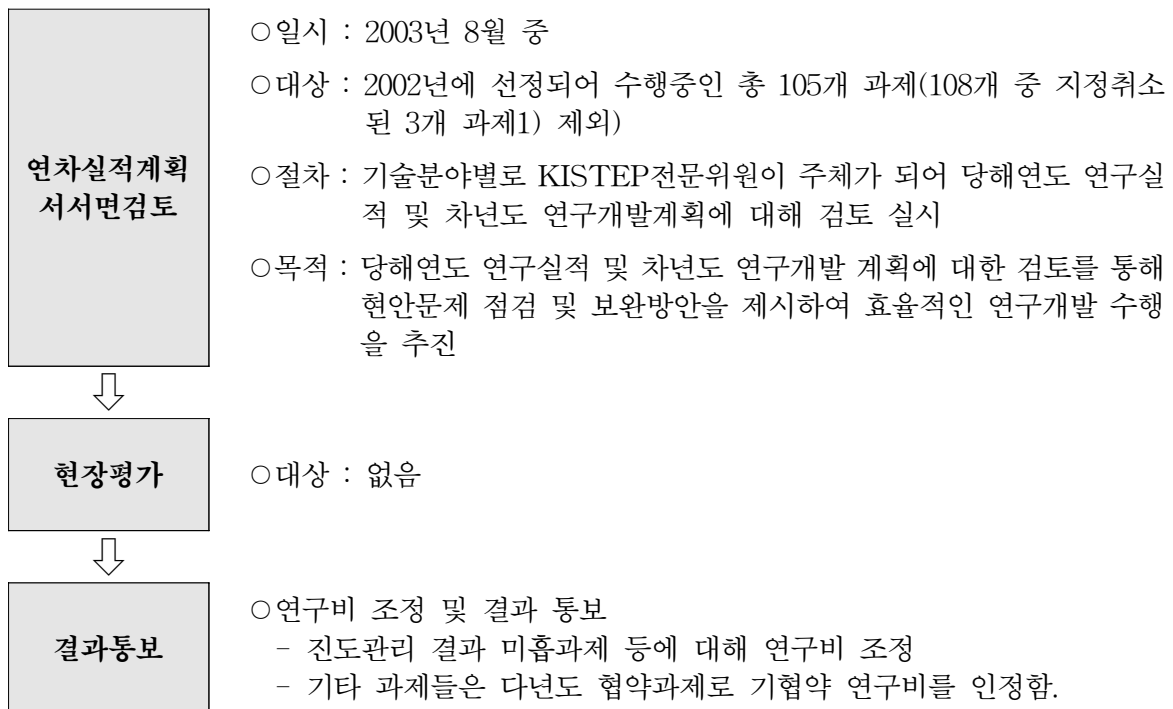 연차실적계획
서서면검토
○일시 : 2003년 8월 중
○대상 : 2002년에 선정되어 수행중인 총 105개 과제(108개 중 지정취소
된 3개 과제1) 제외)
○절차 : 기술분야별로 KISTEP전문위원이 주체가 되어 당해연도 연구실
적 및 차년도 연구개발계획에 대해 검토 실시
○목적 : 당해연도 연구실적 및 차년도 연구개발 계획에 대한 검토를 통해
현안문제 점검 및 보완방안을 제시하여 효율적인 연구개발 수행
을 추진
현장평가
○대상 : 없음
결과통보
○연구비 조정 및 결과 통보
- 진도관리 결과 미흡과제 등에 대해 연구비 조정
- 기타 과제들은 다년도 협약과제로 기협약 연구비를 인정함.